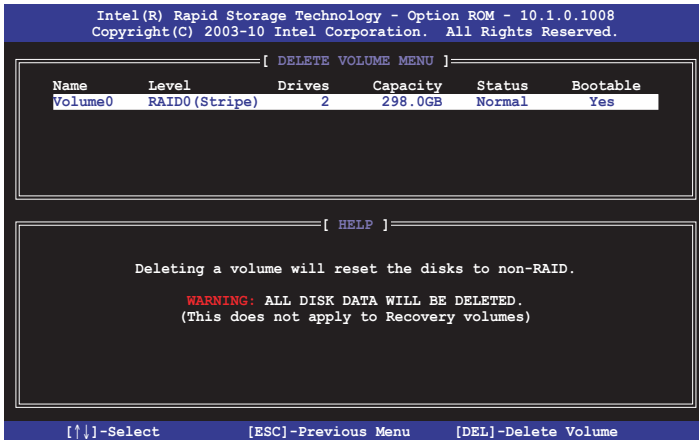 Intel(R) Rapid Storage Technology - Option ROM - 10.1.0.1008
Copyright(C) 2003-10 Intel Corporation. All Rights Reserved.
[ DELETE VOLUME MENU ]
Name Level Drives Capacity Status Bootable
Volume0 RAID0(Stripe) 2 298.0GB Normal Yes
[ HELP ]
Deleting a volume will reset the disks to non-RAID.
WARNING: ALL DISK DATA WILL BE DELETED.
(This does not apply to Recovery volumes)
[↑↓]-Select [ESC]-Previous Menu [DEL]-Delete Volume